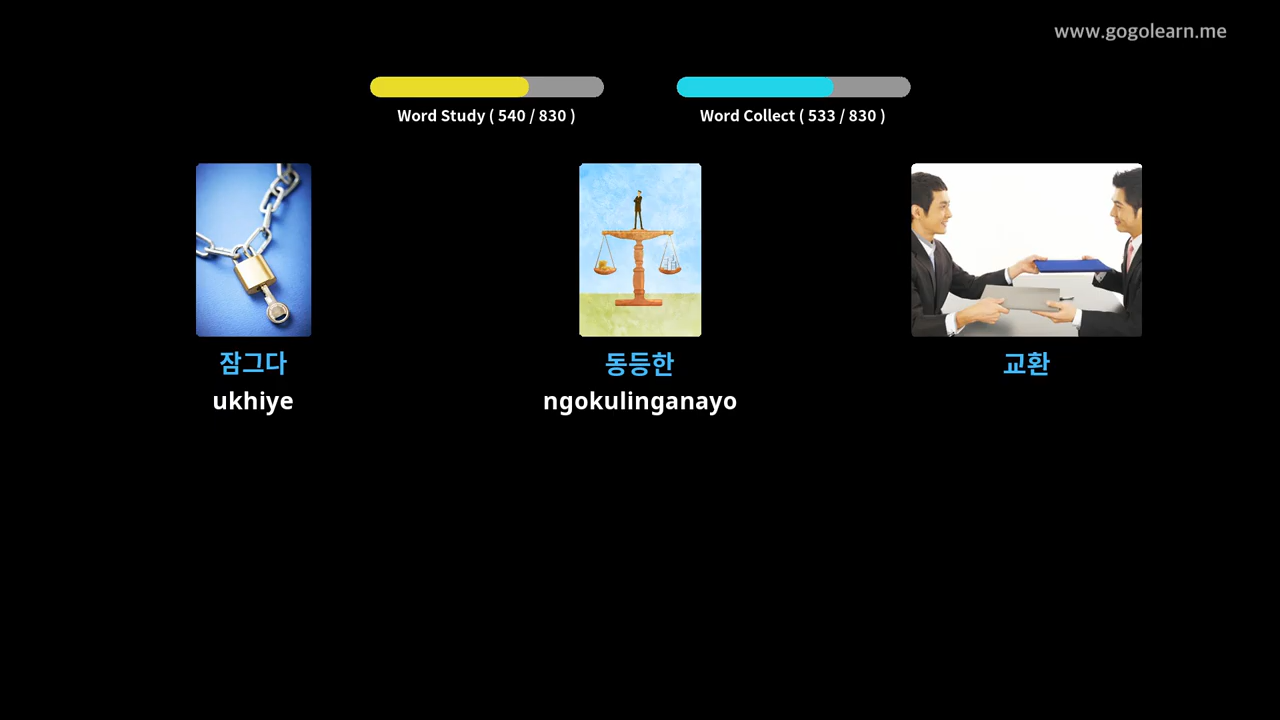 www.gogolearn.me
Word Study ( 540 / 830 )
Word Collect ( 533 / 830 )
잠그다
ukhiye
동등한
ngokulinganayo
교환